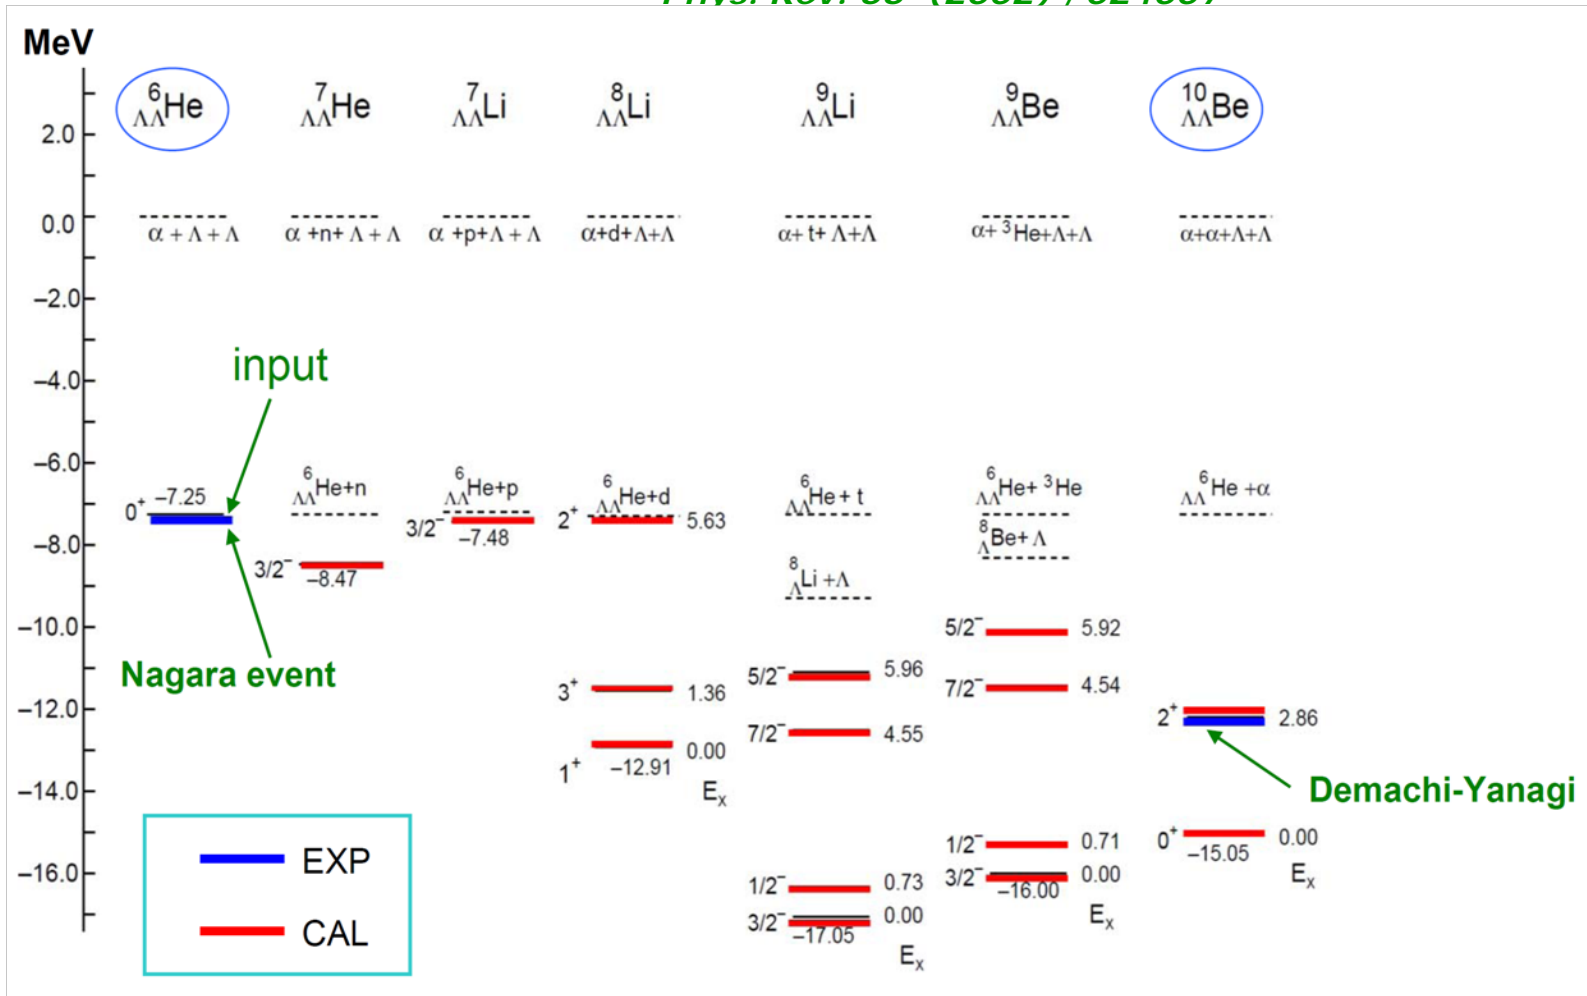 MeV
6ΛΛHe
7ΛΛHe
7ΛΛLi
8ΛΛLi
9ΛΛLi
9ΛΛBe
10ΛΛBe
2.0
0.0
α + Λ + Λ
α +n+ Λ + Λ
α +p+ Λ + Λ
α+d+Λ+Λ
α+ t+ Λ+Λ
α+ 3He+Λ+Λ
α+α+Λ+Λ
−2.0
input
−4.0
−6.0
0+ −7.25
6ΛΛHe+n
6ΛΛHe+p
6ΛΛHe+d
6ΛΛHe + t
6ΛΛHe+ 3He
6ΛΛHe +α
3/2− −7.48
2+ 5.63
8ΛBe+ Λ
−8.0
3/2− −8.47
8ΛLi +Λ
−10.0
5/2− 5.92
Nagara event
3+ 1.36
5/2− 5.96
7/2− 4.54
−12.0
2+ 2.86
7/2− 4.55
1+ −12.91 0.00
Ex
Demachi-Yanagi
−14.0
1/2− 0.71
0+ −15.05 0.00
Ex
−16.0
EXP
CAL
1/2− 0.73
3/2− −16.00 0.00
Ex
3/2− −17.05 0.00
Ex